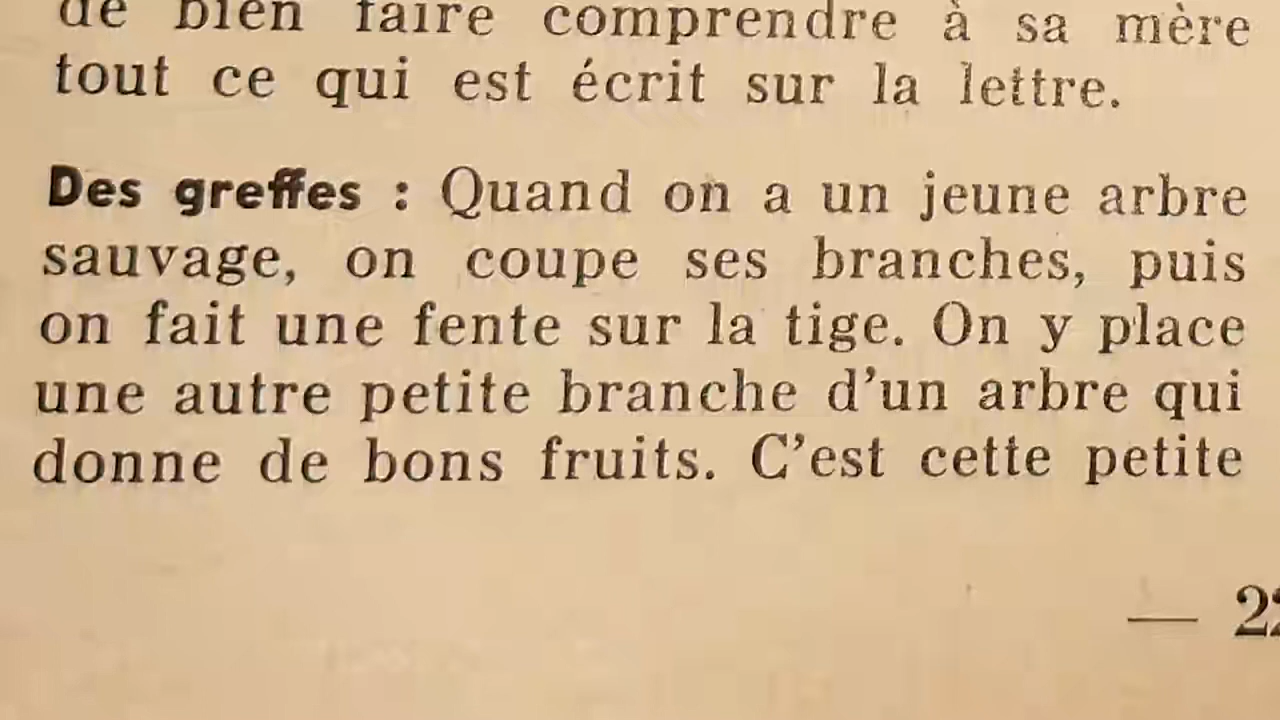 de bien faire comprendre à sa mère
tout ce qui est écrit sur la lettre.
Des greffes : Quand on a un jeune arbre
sauvage, on coupe ses branches, puis
on fait une fente sur la tige. On y place
une autre petite branche d'un arbre qui
donne de bons fruits. C'est cette petite
— 22